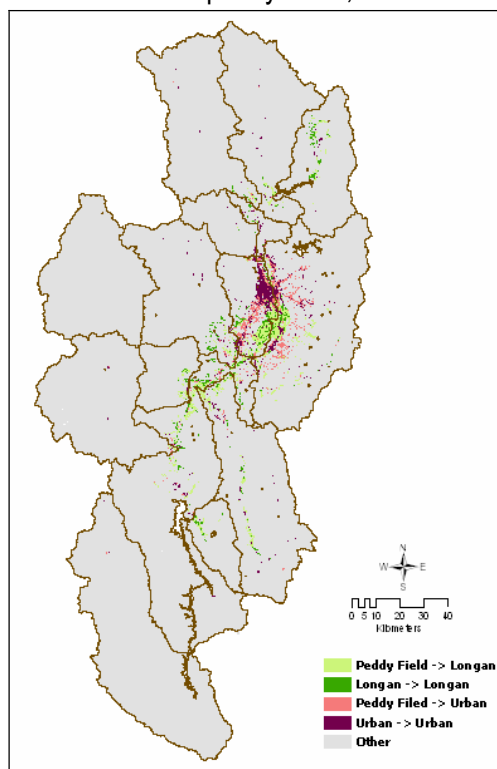 N
W E
S
0 5 10 20 30 40
Kilometers
Peddy Field -> Longan
Longan -> Longan
Peddy Filed -> Urban
Urban -> Urban
Other